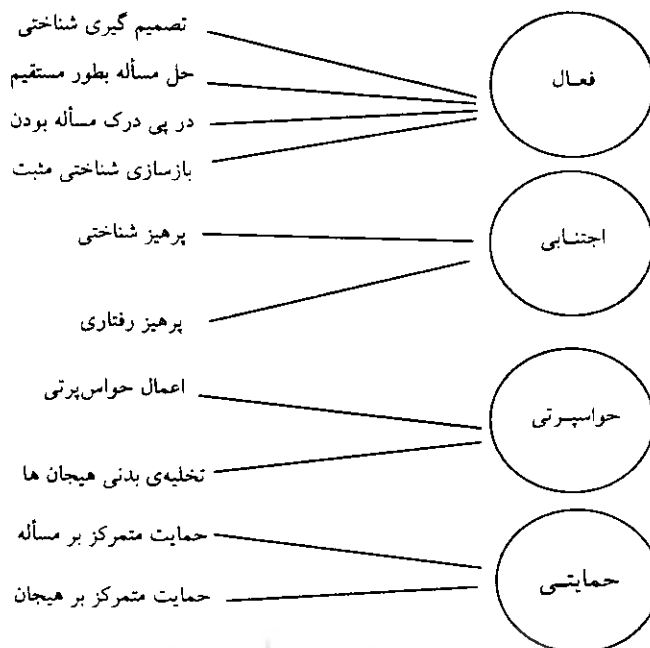 فعـال
تصمیم گیری شناختی
حل مسأله بطور مستقیم
در پی درک مسأله بودن
بازسازی شناختی مثبت
اجتنـابی
پرهیز شناختی
پرهیز رفتاری
حواسپـرتی
اعمال حواس‌پرتی
تخلیه‌ی بدنی هیجان ها
حمایتـی
حمایت متمرکز بر مسأله
حمایت متمرکز بر هیجان